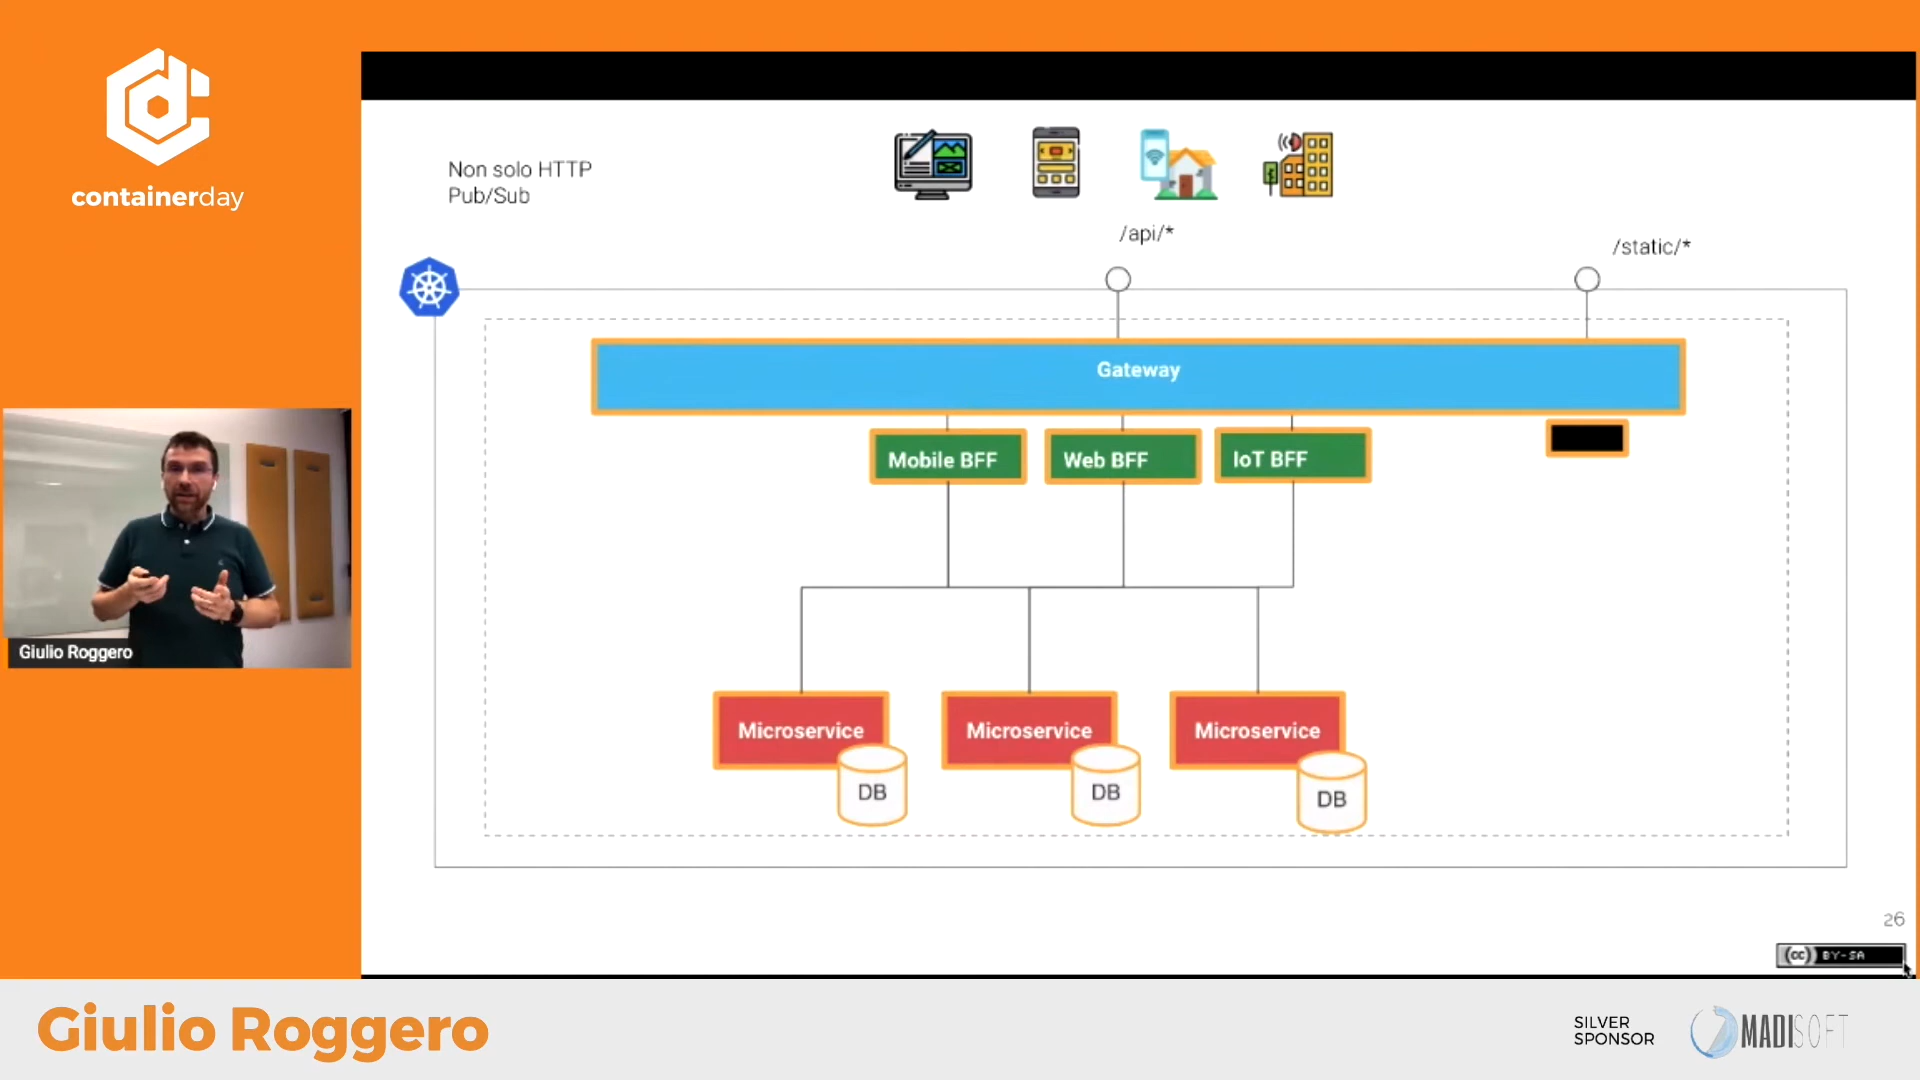 containerday
Non solo HTTP
Pub/Sub
/api/*
/static/*
Gateway
Mobile BFF
Web BFF
IoT BFF
Microservice
Microservice
Microservice
DB
DB
DB
Giulio Roggero
26
(cc) BY-SA
Giulio Roggero
SILVER
SPONSOR
MADISOFT